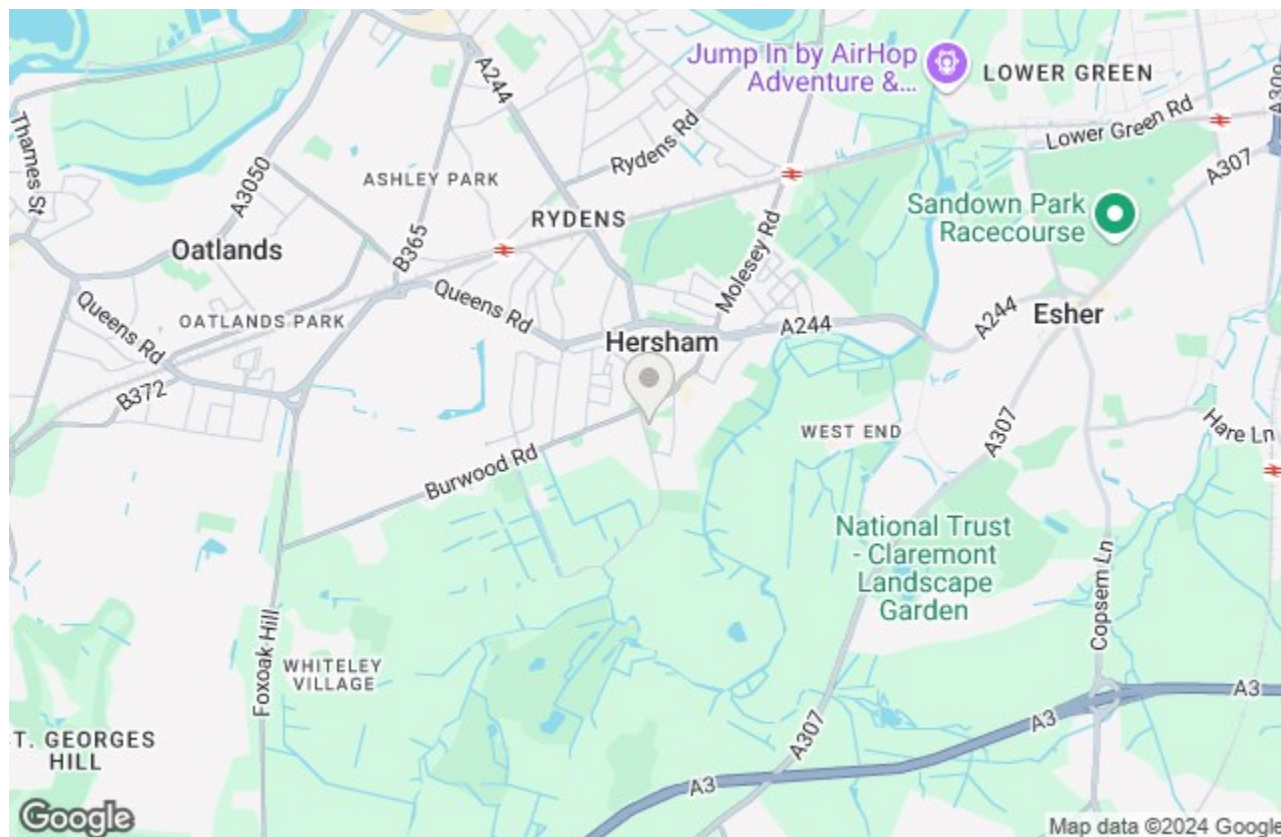 Jump In by AirHop
Adventure &...
LOWER GREEN
A244
A309
Thames St
Rydens Rd
Lower Green Rd
A3050
ASHLEY PARK
A307
RYDENS
Sandown Park
Racecourse
Oatlands
B365
Molesey Rd
Queens Rd
Queens Rd
OATLANDS PARK
A244
A244
Esher
Hersham
B372
WEST END
A307
Hare Ln
Burwood Rd
National Trust
- Claremont
Landscape
Garden
Copsem Ln
Foxoak Hill
WHITELEY
VILLAGE
A3
A3
A307
T. GEORGES
HILL
A3
Google
Map data ©2024 Google